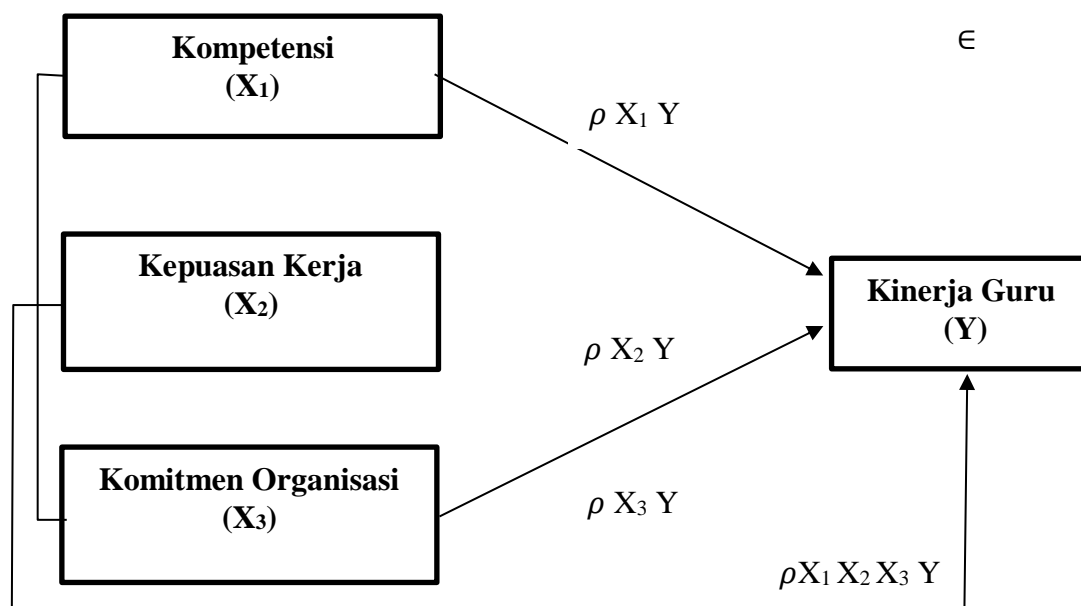 Kompetensi
(X₁)
∈
ρ X₁ Y
Kepuasan Kerja
(X₂)
Kinerja Guru
(Y)
ρ X₂ Y
Komitmen Organisasi
(X₃)
ρ X₃ Y
ρX₁ X₂ X₃ Y